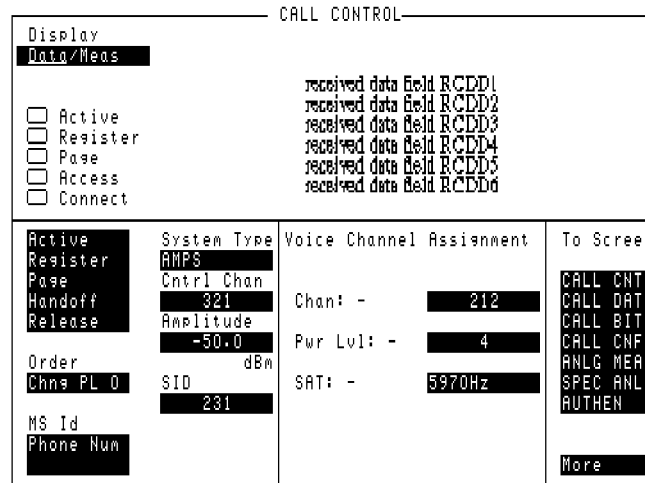 CALL CONTROL
Display
Data/Meas
received data field RCDD1
received data field RCDD2
received data field RCDD3
received data field RCDD4
received data field RCDD5
received data field RCDD6
Active
Register
Page
Access
Connect
Active
Register
Page
Handoff
Release
Order
Chng PL 0
MS Id
Phone Num
System Type
AMPS
Cntrl Chan
321
Amplitude
-50.0
dBm
SID
231
Voice Channel Assignment
Chan: - 212
Pwr Lvl: - 4
SAT: - 5970Hz
To Scree
CALL CNT
CALL DAT
CALL BIT
CALL CNF
ANLG MEA
SPEC ANL
AUTHEN
More